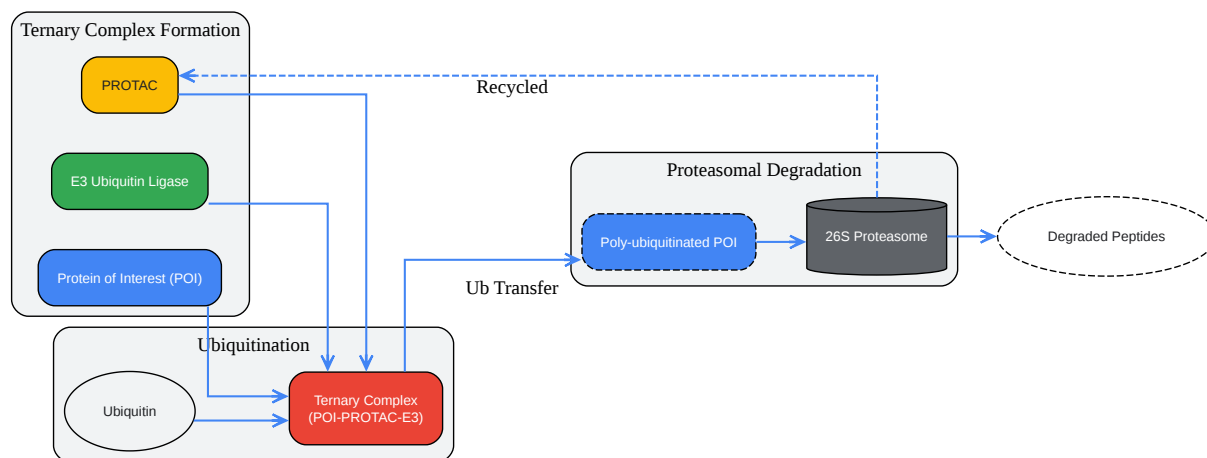 Ternary Complex Formation
PROTAC
Recycled
E3 Ubiquitin Ligase
Proteasomal Degradation
Protein of Interest (POI)
Poly-ubiquitinated POI
26S Proteasome
Degraded Peptides
Ub Transfer
Ubiquitination
Ubiquitin
Ternary Complex
(POI-PROTAC-E3)